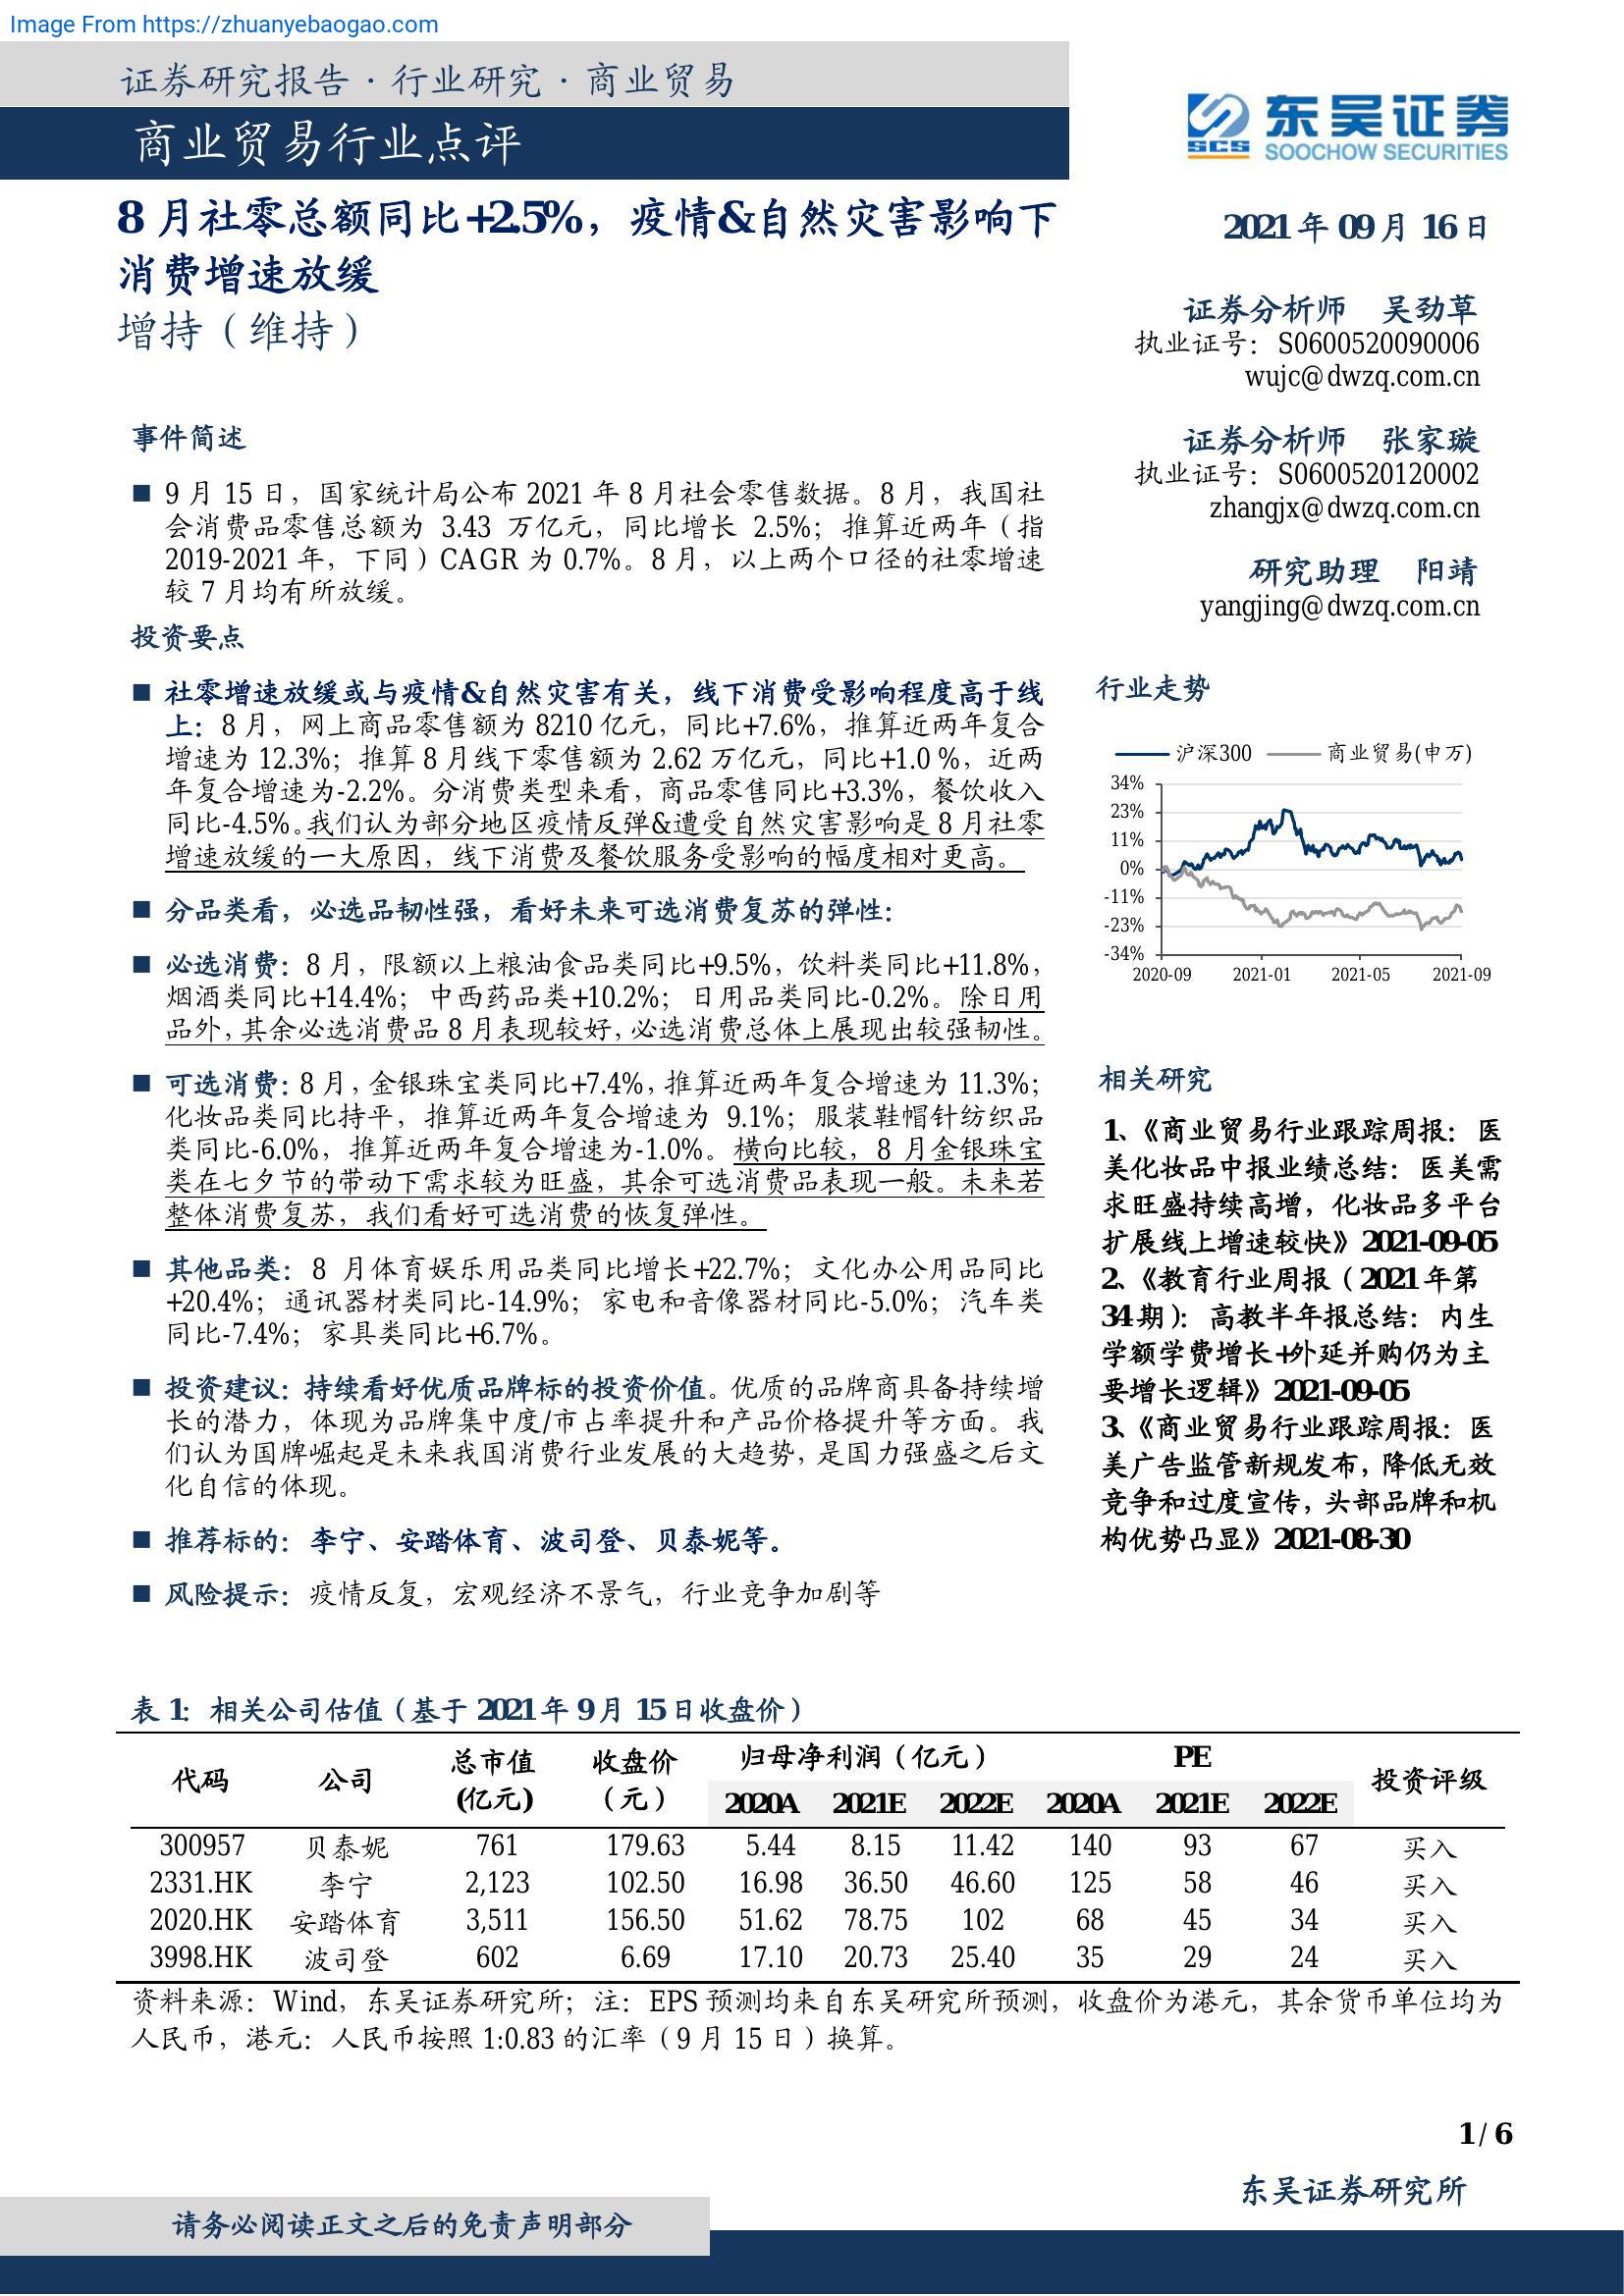 Image From https://zhuanyebaogao.com
证券研究报告·行业研究·商业贸易
商业贸易行业点评
东吴证券
SCS
SOOCHOW SECURITIES
8 月社零总额同比+2.5%，疫情&自然灾害影响下
消费增速放缓
增持（维持）
2021 年 09 月 16 日
证券分析师 吴劲草
执业证号：S0600520090006
wujc@dwzq.com.cn
证券分析师 张家璇
执业证号：S0600520120002
zhangjx@dwzq.com.cn
研究助理 阳靖
yangjing@dwzq.com.cn
事件简述
■ 9 月 15 日，国家统计局公布 2021 年 8 月社会零售数据。8 月，我国社
会消费品零售总额为 3.43 万亿元，同比增长 2.5%；推算近两年（指
2019-2021 年，下同）CAGR 为 0.7%。8 月，以上两个口径的社零增速
较 7 月均有所放缓。
投资要点
■ 社零增速放缓或与疫情&自然灾害有关，线下消费受影响程度高于线
上：8 月，网上商品零售额为 8210 亿元，同比+7.6%，推算近两年复合
增速为 12.3%；推算 8 月线下零售额为 2.62 万亿元，同比+1.0 %，近两
年复合增速为-2.2%。分消费类型来看，商品零售同比+3.3%，餐饮收入
同比-4.5%。我们认为部分地区疫情反弹&遭受自然灾害影响是 8 月社零
增速放缓的一大原因，线下消费及餐饮服务受影响的幅度相对更高。
■ 分品类看，必选品韧性强，看好未来可选消费复苏的弹性：
■ 必选消费：8 月，限额以上粮油食品类同比+9.5%，饮料类同比+11.8%，
烟酒类同比+14.4%；中西药品类+10.2%；日用品类同比-0.2%。除日用
品外，其余必选消费品 8 月表现较好，必选消费总体上展现出较强韧性。
■ 可选消费：8 月，金银珠宝类同比+7.4%，推算近两年复合增速为 11.3%；
化妆品类同比持平，推算近两年复合增速为 9.1%；服装鞋帽针纺织品
类同比-6.0%，推算近两年复合增速为-1.0%。横向比较，8 月金银珠宝
类在七夕节的带动下需求较为旺盛，其余可选消费品表现一般。未来若
整体消费复苏，我们看好可选消费的恢复弹性。
■ 其他品类：8 月体育娱乐用品类同比增长+22.7%；文化办公用品同比
+20.4%；通讯器材类同比-14.9%；家电和音像器材同比-5.0%；汽车类
同比-7.4%；家具类同比+6.7%。
■ 投资建议：持续看好优质品牌标的投资价值。优质的品牌商具备持续增
长的潜力，体现为品牌集中度/市占率提升和产品价格提升等方面。我
们认为国牌崛起是未来我国消费行业发展的大趋势，是国力强盛之后文
化自信的体现。
■ 推荐标的：李宁、安踏体育、波司登、贝泰妮等。
■ 风险提示：疫情反复，宏观经济不景气，行业竞争加剧等
行业走势
沪深300 商业贸易(申万)
34%
23%
11%
0%
-11%
-23%
-34%
2020-09 2021-01 2021-05 2021-09
相关研究
1、《商业贸易行业跟踪周报：医
美化妆品中报业绩总结：医美需
求旺盛持续高增，化妆品多平台
扩展线上增速较快》2021-09-05
2、《教育行业周报（2021 年第
34 期）：高教半年报总结：内生
学额学费增长+外延并购仍为主
要增长逻辑》2021-09-05
3、《商业贸易行业跟踪周报：医
美广告监管新规发布，降低无效
竞争和过度宣传，头部品牌和机
构优势凸显》2021-08-30
表 1：相关公司估值（基于 2021 年 9 月 15 日收盘价）
代码 公司 总市值(亿元) 收盘价（元） 归母净利润（亿元） PE 投资评级
2020A 2021E 2022E 2020A 2021E 2022E
300957 贝泰妮 761 179.63 5.44 8.15 11.42 140 93 67 买入
2331.HK 李宁 2,123 102.50 16.98 36.50 46.60 125 58 46 买入
2020.HK 安踏体育 3,511 156.50 51.62 78.75 102 68 45 34 买入
3998.HK 波司登 602 6.69 17.10 20.73 25.40 35 29 24 买入
资料来源：Wind，东吴证券研究所；注：EPS 预测均来自东吴研究所预测，收盘价为港元，其余货币单位均为
人民币，港元：人民币按照 1:0.83 的汇率（9 月 15 日）换算。
1 / 6
东吴证券研究所
请务必阅读正文之后的免责声明部分